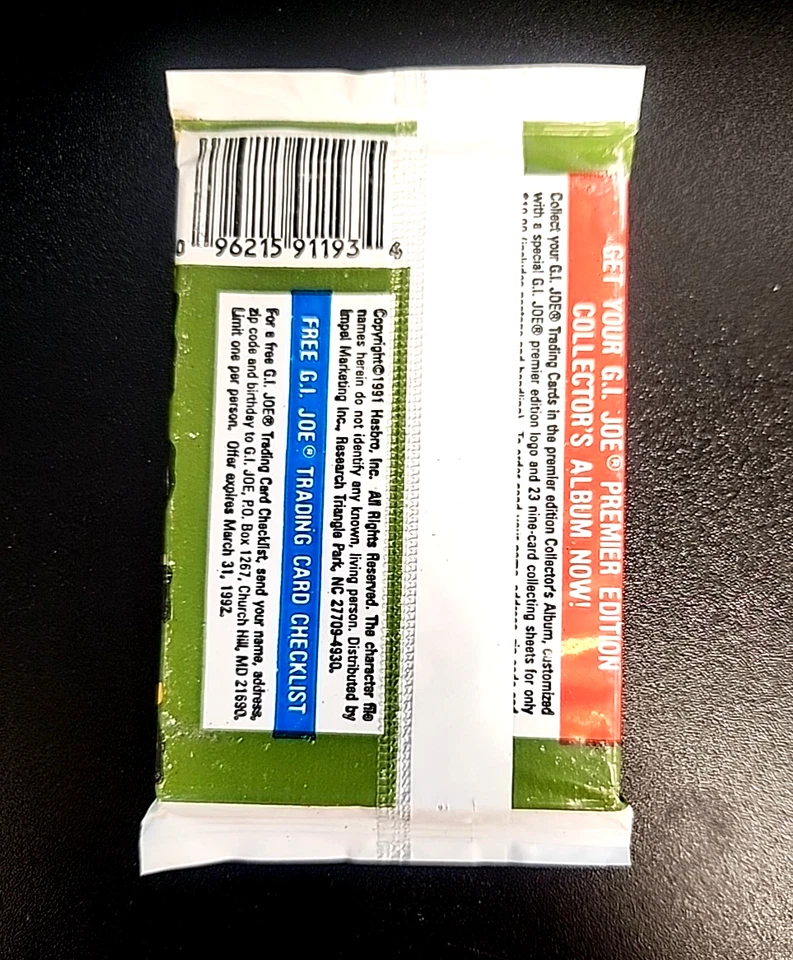 GET YOUR G.I. JOE® PREMIER EDITION
COLLECTOR'S ALBUM NOW!
Collect your G.I. JOE® Trading Cards in the premier edition Collector's Album, customized
with a special G.I. JOE® premier edition logo and 23 nine-card collecting sheets for only
Copyright©1991 Hasbro, Inc. All Rights Reserved. The character file
names herein do not identify any known, living person. Distributed by
Impel Marketing Inc., Research Triangle Park, NC 27709-4930.
FREE G.I. JOE® TRADING CARD CHECKLIST
For a free G.I. JOE® Trading Card Checklist, send your name, address,
zip code and birthday to G.I. JOE, P.O. Box 1267, Church Hill, MD 21690.
Limit one per person. Offer expires March 31, 1992.
0 96215 91193